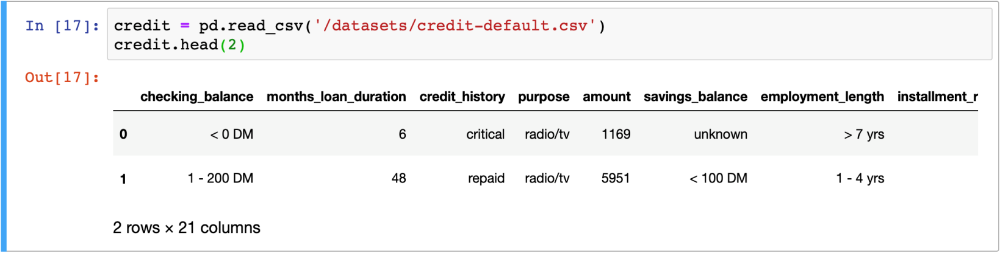 In [17]: credit = pd.read_csv('/datasets/credit-default.csv')
credit.head(2)
Out[17]:
checking_balance months_loan_duration credit_history purpose amount savings_balance employment_length installment_r
0 < 0 DM 6 critical radio/tv 1169 unknown > 7 yrs
1 1 - 200 DM 48 repaid radio/tv 5951 < 100 DM 1 - 4 yrs
2 rows × 21 columns